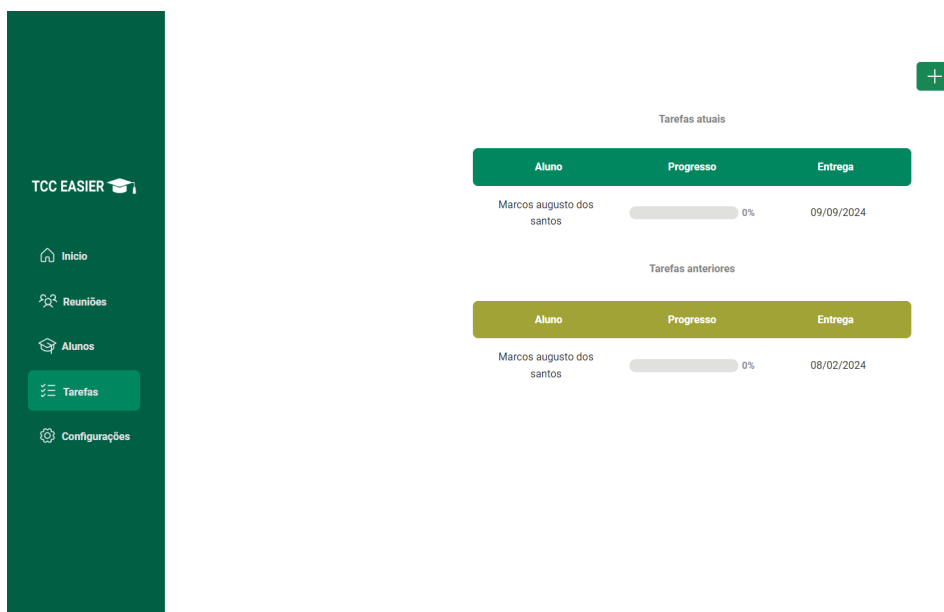 TCC EASIER
Inicio
Reuniões
Alunos
Tarefas
Configurações
Tarefas atuais
Aluno Progresso Entrega
Marcos augusto dos
santos
0%
09/09/2024
Tarefas anteriores
Aluno Progresso Entrega
Marcos augusto dos
santos
0%
08/02/2024